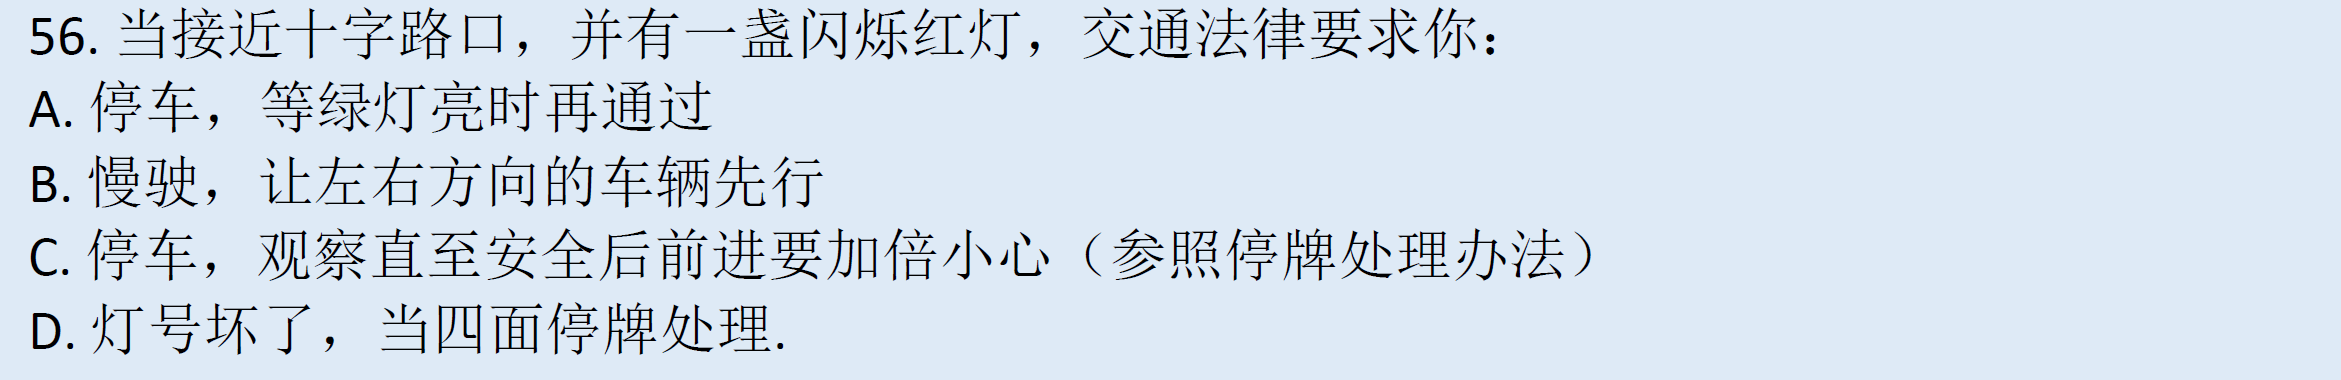 56. 当接近十字路口，并有一盏闪烁红灯，交通法律要求你：
A. 停车，等绿灯亮时再通过
B. 慢驶，让左右方向的车辆先行
C. 停车，观察直至安全后前进要加倍小心（参照停牌处理办法）
D. 灯号坏了，当四面停牌处理.